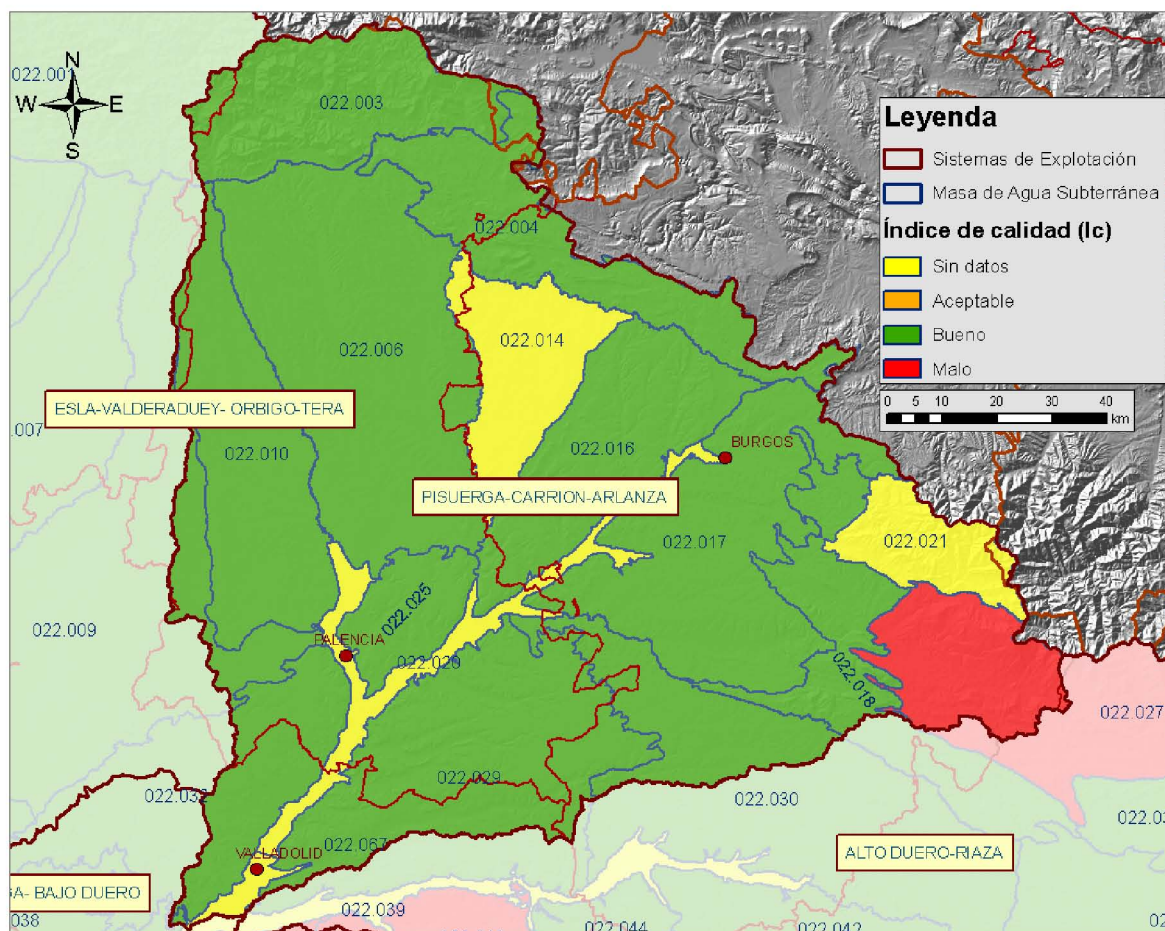 N
W E
S
022.001
022.003
022.004
Leyenda
Sistemas de Explotación
Masa de Agua Subterránea
Índice de calidad (Ic)
Sin datos
Aceptable
Bueno
Malo
0 5 10 20 30 40
km
022.014
022.006
ESLA-VALDERADUEY- ORBIGO-TERA
.007
022.010
022.016
BURGOS
PISUERGA-CARRION-ARLANZA
022.017
022.021
022.009
022.025
PALENCIA
022.020
022.018
022.027
022.029
022.032
022.030
022.067
VALLADOLID
ALTO DUERO-RIAZA
GA- BAJO DUERO
038
022.039
022.044
022.042